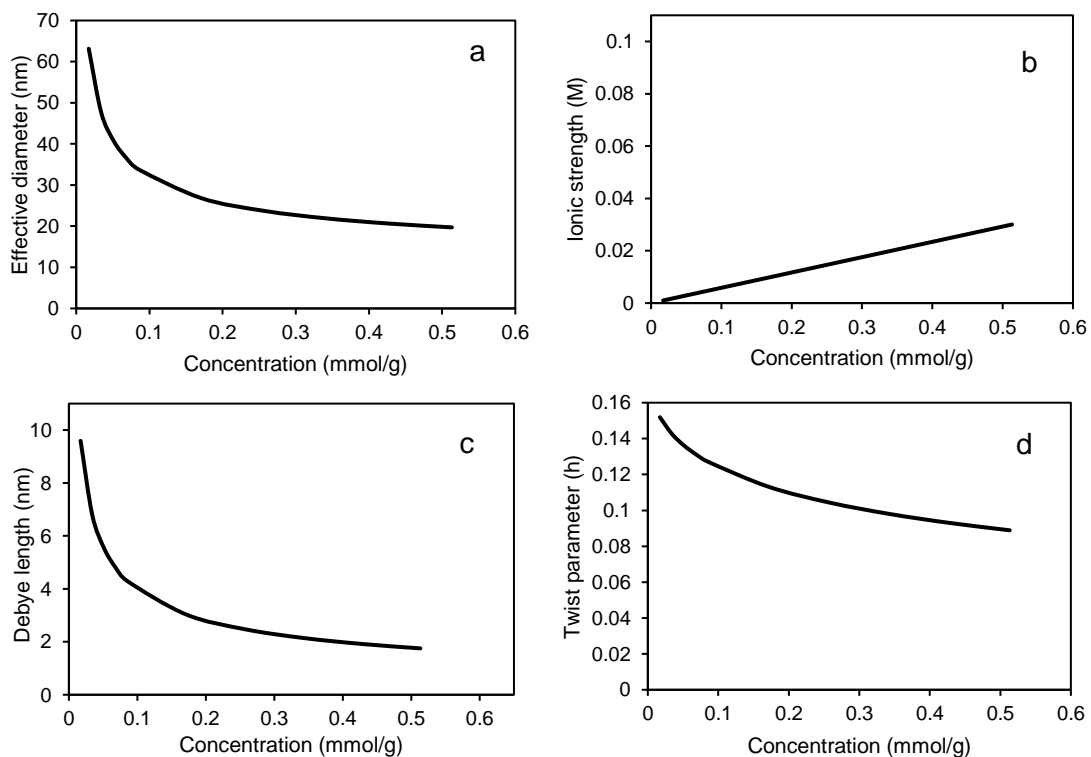 a
Effective diameter (nm)
70
60
50
40
30
20
10
0
0 0.1 0.2 0.3 0.4 0.5 0.6
Concentration (mmol/g)
b
Ionic strength (M)
0.1
0.08
0.06
0.04
0.02
0
0 0.1 0.2 0.3 0.4 0.5 0.6
Concentration (mmol/g)
c
Debye length (nm)
10
8
6
4
2
0
0 0.1 0.2 0.3 0.4 0.5 0.6
Concentration (mmol/g)
d
Twist parameter (h)
0.16
0.14
0.12
0.1
0.08
0.06
0.04
0.02
0
0 0.1 0.2 0.3 0.4 0.5 0.6
Concentration (mmol/g)